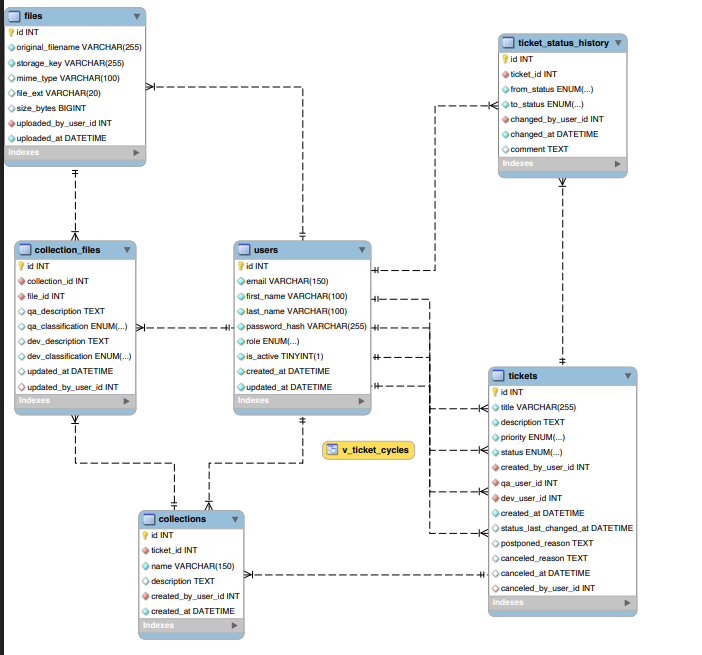 files
id INT
original_filename VARCHAR(255)
storage_key VARCHAR(255)
mime_type VARCHAR(100)
file_ext VARCHAR(20)
size_bytes BIGINT
uploaded_by_user_id INT
uploaded_at DATETIME
Indexes
ticket_status_history
id INT
ticket_id INT
from_status ENUM(...)
to_status ENUM(...)
changed_by_user_id INT
changed_at DATETIME
comment TEXT
Indexes
collection_files
id INT
collection_id INT
file_id INT
qa_description TEXT
qa_classification ENUM(...)
dev_description TEXT
dev_classification ENUM(...)
updated_at DATETIME
updated_by_user_id INT
Indexes
users
id INT
email VARCHAR(150)
first_name VARCHAR(100)
last_name VARCHAR(100)
password_hash VARCHAR(255)
role ENUM(...)
is_active TINYINT(1)
created_at DATETIME
updated_at DATETIME
Indexes
v_ticket_cycles
tickets
id INT
title VARCHAR(255)
description TEXT
priority ENUM(...)
status ENUM(...)
created_by_user_id INT
qa_user_id INT
dev_user_id INT
created_at DATETIME
status_last_changed_at DATETIME
postponed_reason TEXT
canceled_reason TEXT
canceled_at DATETIME
canceled_by_user_id INT
Indexes
collections
id INT
ticket_id INT
name VARCHAR(150)
description TEXT
created_by_user_id INT
created_at DATETIME
Indexes